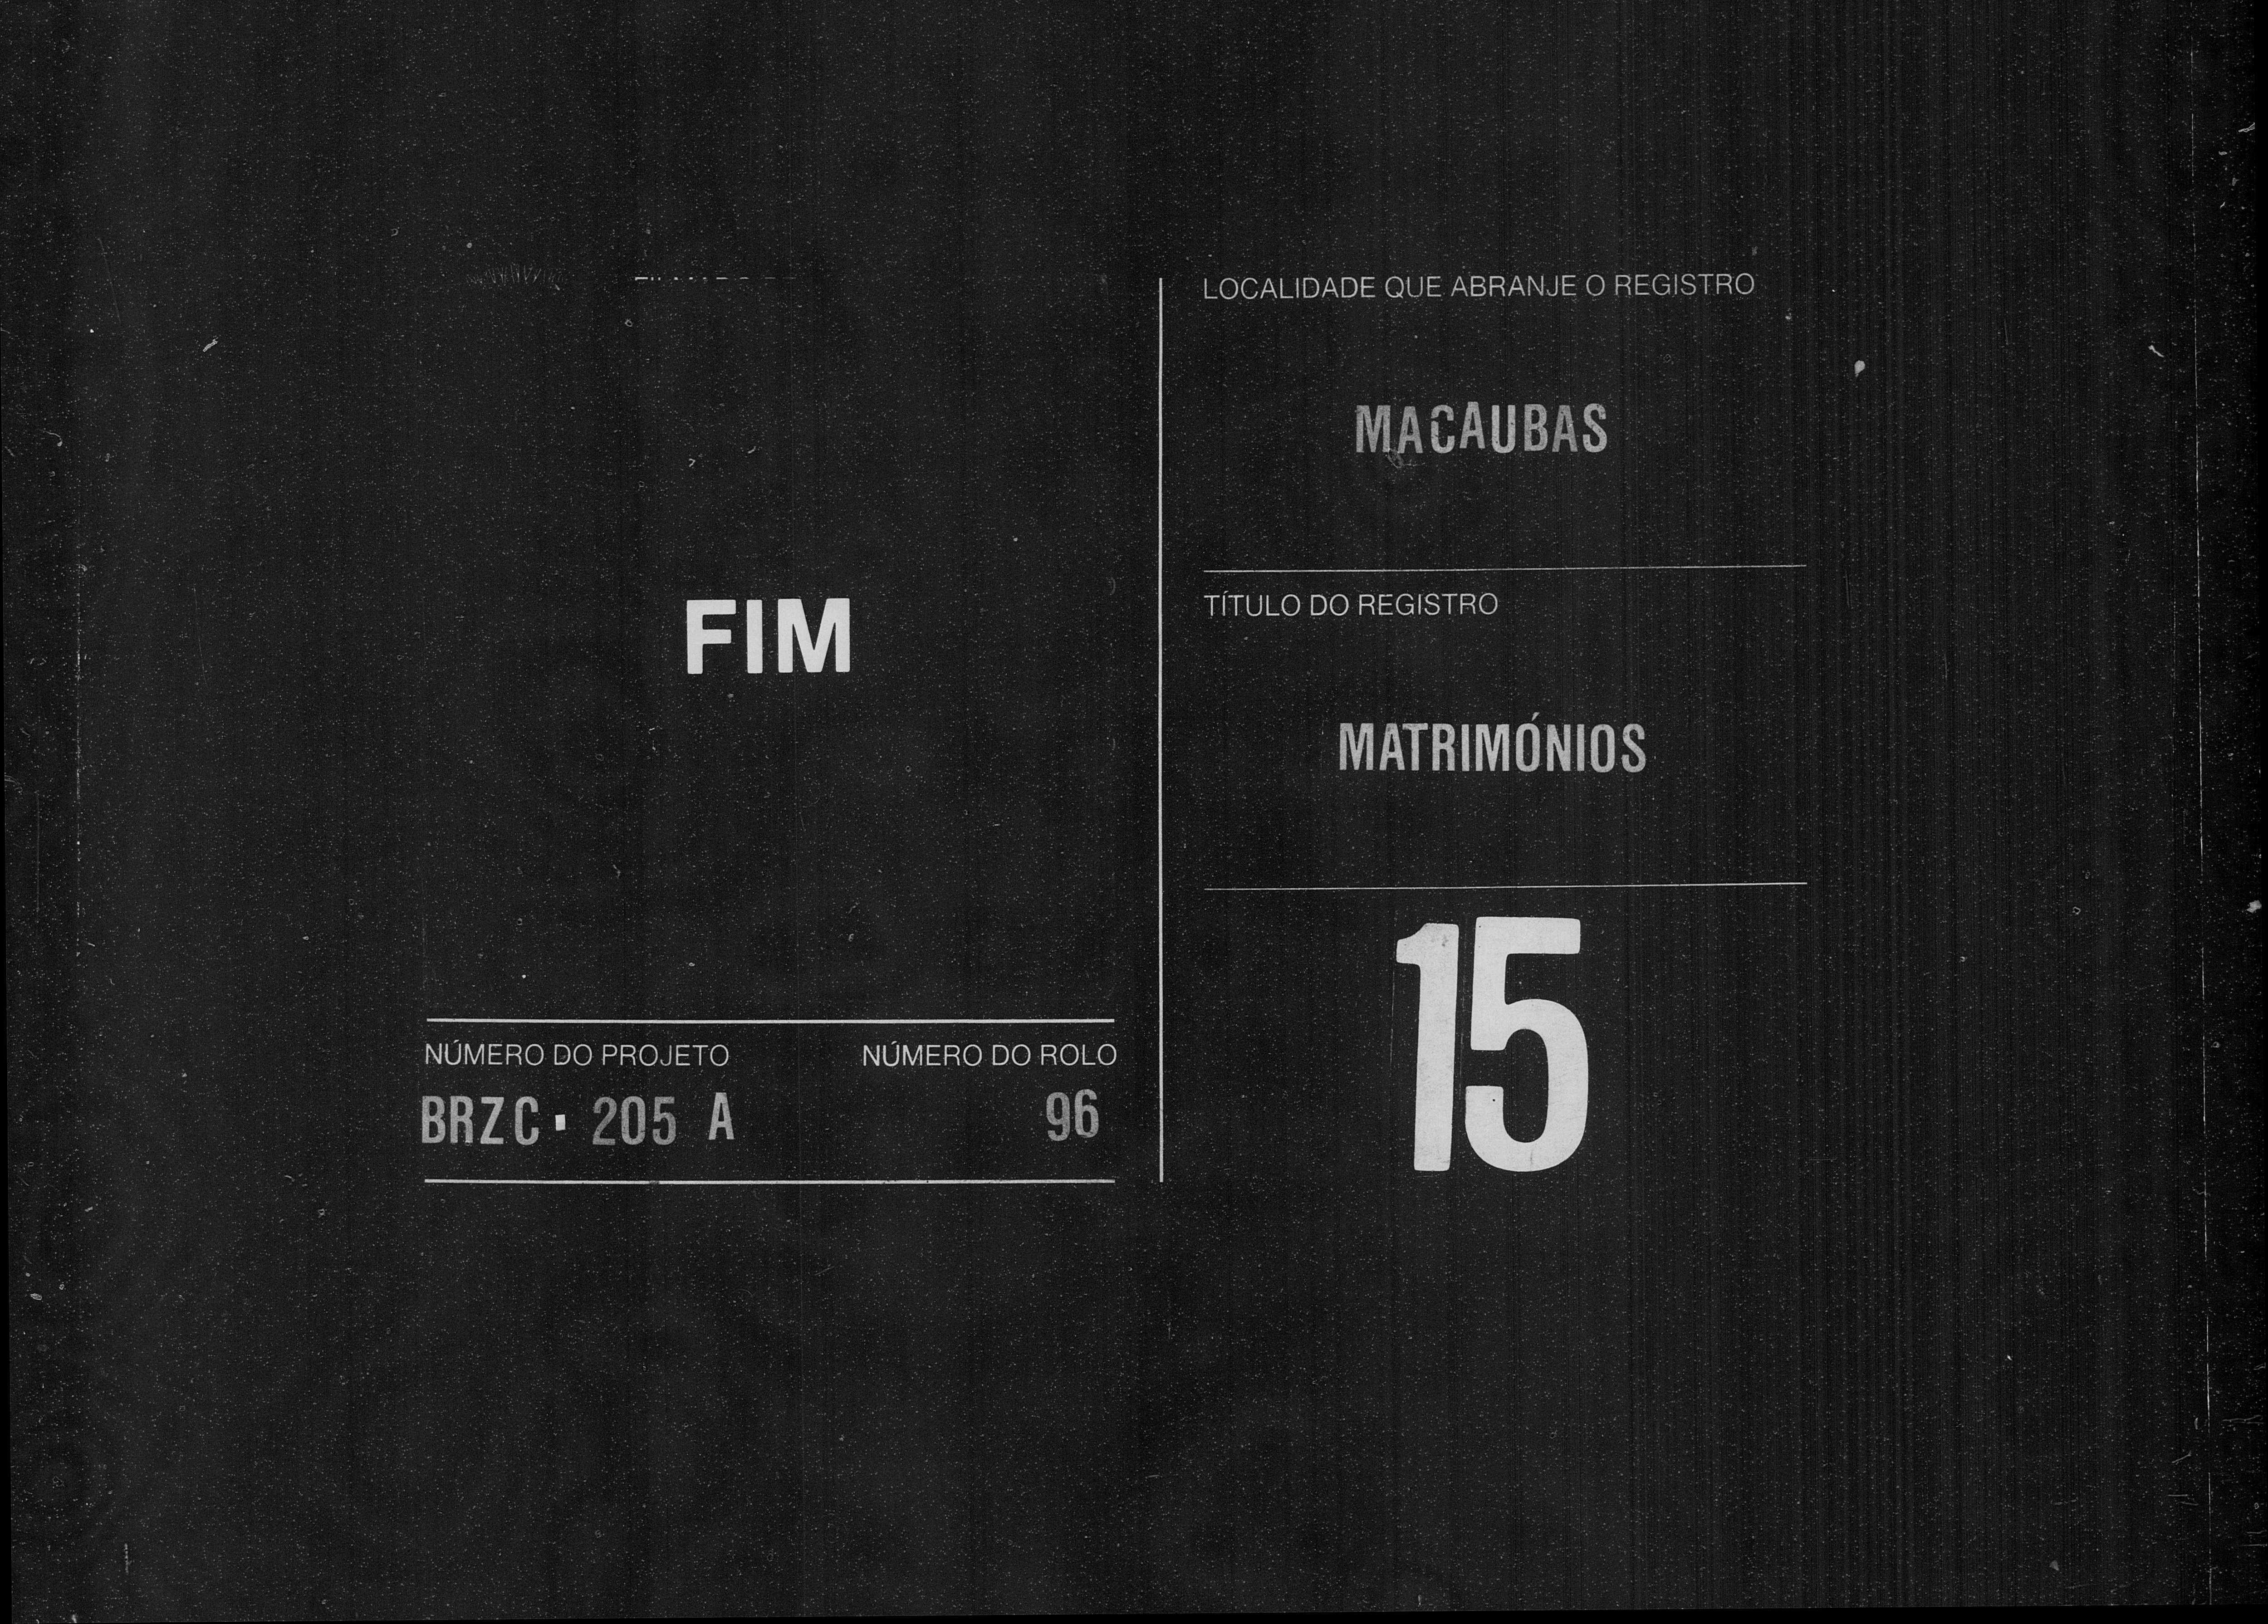 FIM
NÚMERO DO PROJETO
BRZC. 205 A
NÚMERO DO ROLO
96
LOCALIDADE QUE ABRANJE O REGISTRO
MACAUBAS
TÍTULO DO REGISTRO
MATRIMÓNIOS
15